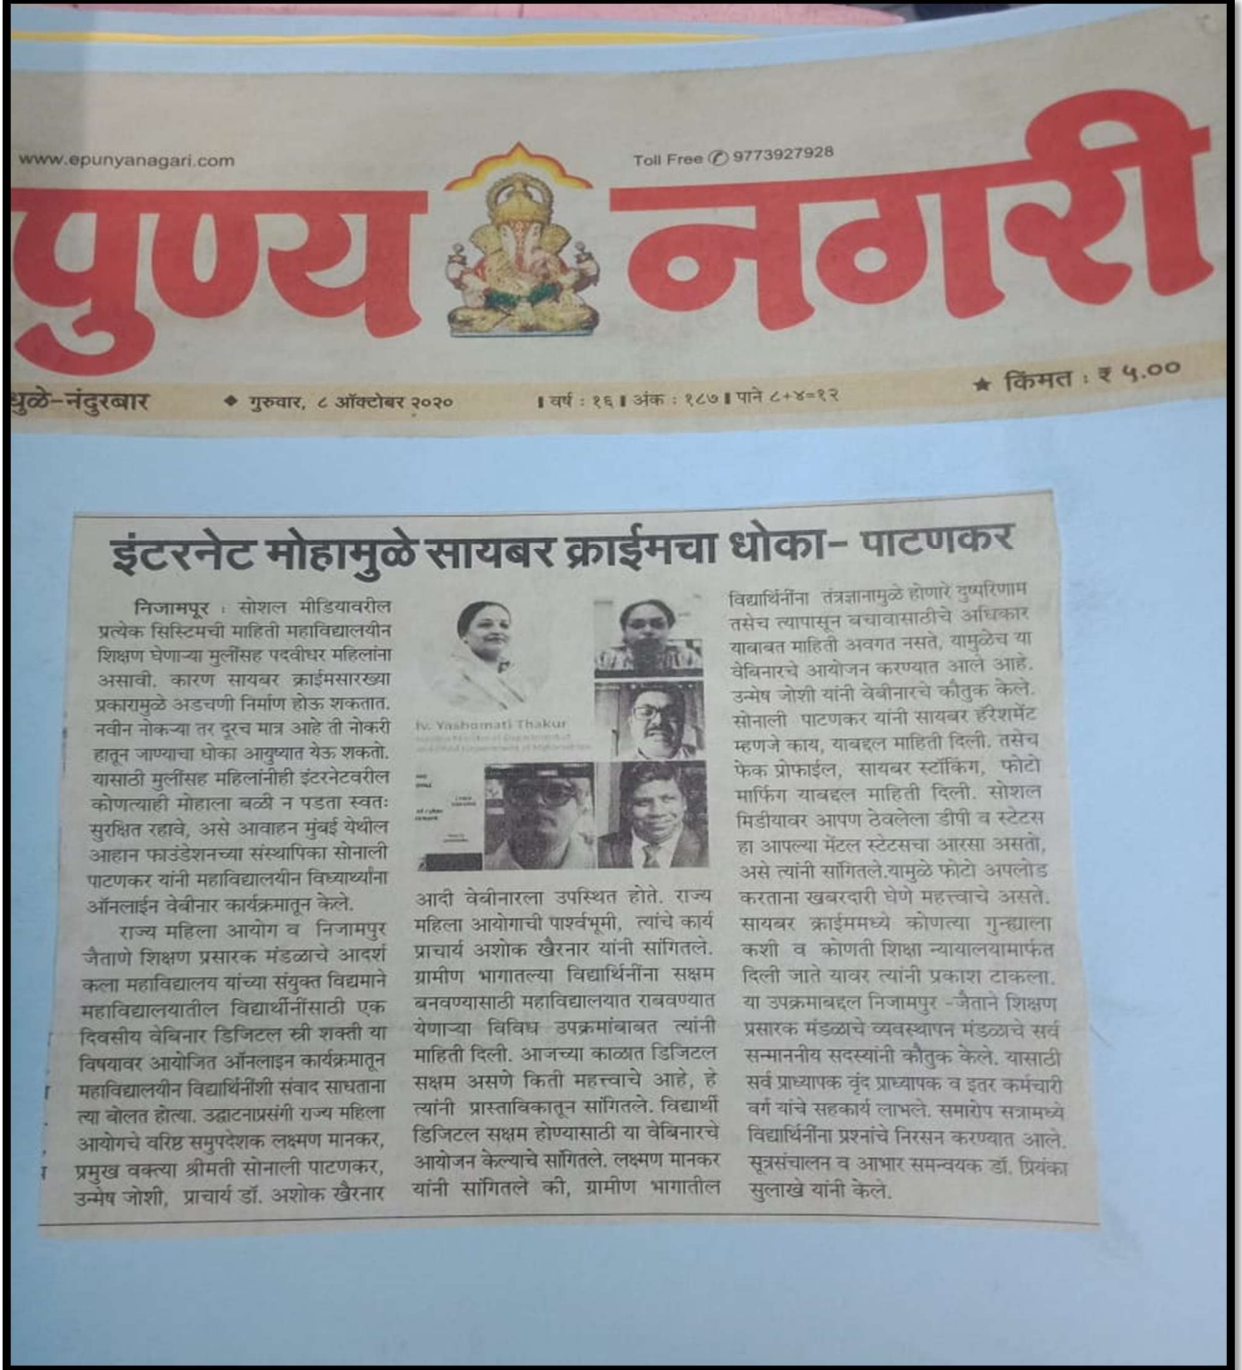 www.epunyanagari.com
Toll Free ✆ 9773927928
पुण्य नगरी
धुळे-नंदुरबार
◆ गुरुवार, ८ ऑक्टोबर २०२०
। वर्ष : १६ । अंक : १८७ । पाने ८+४=१२
★ किंमत : ₹ ५.००
इंटरनेट मोहामुळे सायबर क्राईमचा धोका- पाटणकर
निजामपूर : सोशल मीडियावरील
प्रत्येक सिस्टिमची माहिती महाविद्यालयीन
शिक्षण घेणाऱ्या मुलींसह पदवीधर महिलांना
असावी. कारण सायबर क्राईमसारख्या
प्रकारामुळे अडचणी निर्माण होऊ शकतात.
नवीन नोकऱ्या तर दूरच मात्र आहे ती नोकरी
हातून जाण्याचा धोका आयुष्यात येऊ शकतो.
यासाठी मुलींसह महिलांनीही इंटरनेटवरील
कोणत्याही मोहाला बळी न पडता स्वतः
सुरक्षित रहावे, असे आवाहन मुंबई येथील
आहान फाउंडेशनच्या संस्थापिका सोनाली
पाटणकर यांनी महाविद्यालयीन विध्यार्थ्यांना
ऑनलाईन वेबीनार कार्यक्रमातून केले.
राज्य महिला आयोग व निजामपुर
जैताणे शिक्षण प्रसारक मंडळाचे आदर्श
कला महाविद्यालय यांच्या संयुक्त विद्यमाने
महाविद्यालयातील विद्यार्थीनींसाठी एक
दिवसीय वेबिनार डिजिटल स्री शक्ती या
विषयावर आयोजित ऑनलाइन कार्यक्रमातून
महाविद्यालयीन विद्यार्थिनींशी संवाद साधताना
त्या बोलत होत्या. उद्घाटनाप्रसंगी राज्य महिला
आयोगचे वरिष्ठ समुपदेशक लक्ष्मण मानकर,
प्रमुख वक्त्या श्रीमती सोनाली पाटणकर,
उन्मेष जोशी, प्राचार्य डॉ. अशोक खैरनार
lv. Yashomati Thakur
आदी वेबीनारला उपस्थित होते. राज्य
महिला आयोगाची पार्श्वभूमी, त्यांचे कार्य
प्राचार्य अशोक खैरनार यांनी सांगितले.
ग्रामीण भागातल्या विद्यार्थिनींना सक्षम
बनवण्यासाठी महाविद्यालयात राबवण्यात
येणाऱ्या विविध उपक्रमांबाबत त्यांनी
माहिती दिली. आजच्या काळात डिजिटल
सक्षम असणे किती महत्त्वाचे आहे, हे
त्यांनी प्रास्ताविकातून सांगितले. विद्यार्थी
डिजिटल सक्षम होण्यासाठी या वेबिनारचे
आयोजन केल्याचे सांगितले. लक्ष्मण मानकर
यांनी सांगितले की, ग्रामीण भागातील
विद्यार्थिनींना तंत्रज्ञानामुळे होणारे दुष्परिणाम
तसेच त्यापासुन बचावासाठीचे अधिकार
याबाबत माहिती अवगत नसते, यामुळेच या
वेबिनारचे आयोजन करण्यात आले आहे.
उन्मेष जोशी यांनी वेबीनारचे कौतुक केले.
सोनाली पाटणकर यांनी सायबर हॅरेशमेंट
म्हणजे काय, याबद्दल माहिती दिली. तसेच
फेक प्रोफाईल, सायबर स्टॉकिंग, फोटो
मार्फिंग याबद्दल माहिती दिली. सोशल
मिडीयावर आपण ठेवलेला डीपी व स्टेटस
हा आपल्या मेंटल स्टेटसचा आरसा असतो,
असे त्यांनी सांगितले.यामुळे फोटो अपलोड
करताना खबरदारी घेणे महत्त्वाचे असते.
सायबर क्राईममध्ये कोणत्या गुन्ह्याला
कशी व कोणती शिक्षा न्यायालयामार्फत
दिली जाते यावर त्यांनी प्रकाश टाकला.
या उपक्रमाबद्दल निजामपुर -जैताने शिक्षण
प्रसारक मंडळाचे व्यवस्थापन मंडळाचे सर्व
सन्माननीय सदस्यांनी कौतुक केले. यासाठी
सर्व प्राध्यापक वृंद प्राध्यापक व इतर कर्मचारी
वर्ग यांचे सहकार्य लाभले. समारोप सत्रामध्ये
विद्यार्थिनींना प्रश्नांचे निरसन करण्यात आले.
सूत्रसंचालन व आभार समन्वयक डॉ. प्रियंका
सुलाखे यांनी केले.